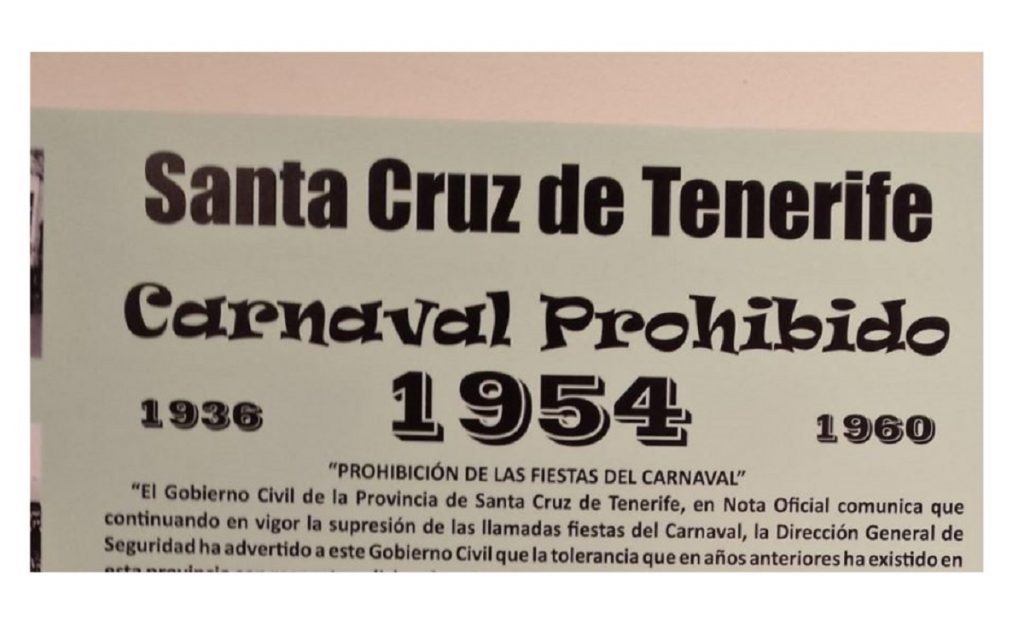 Santa Cruz de Tenerife
Carnaval Prohibido
1936 1954 1960
“PROHIBICIÓN DE LAS FIESTAS DEL CARNAVAL”
“El Gobierno Civil de la Provincia de Santa Cruz de Tenerife, en Nota Oficial comunica que
continuando en vigor la supresión de las llamadas fiestas del Carnaval, la Dirección General de
Seguridad ha advertido a este Gobierno Civil que la tolerancia que en años anteriores ha existido en
esta provincia